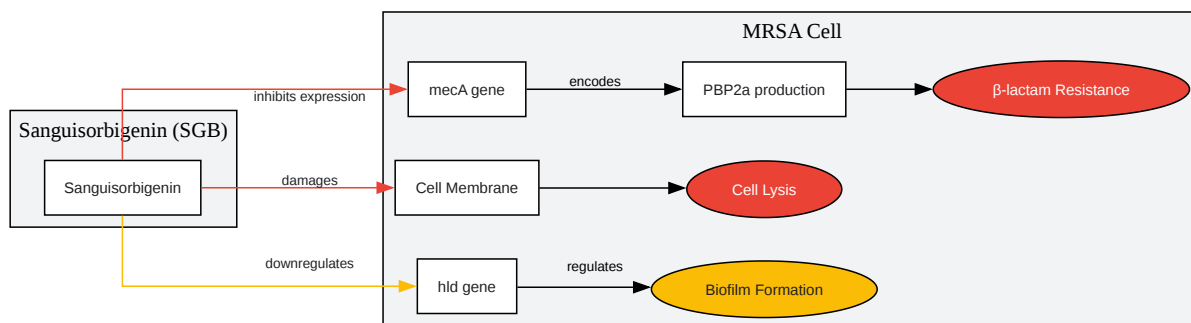 MRSA Cell
mecA gene
encodes
PBP2a production
β-lactam Resistance
inhibits expression
Sanguisorbigenin (SGB)
Sanguisorbigenin
damages
Cell Membrane
Cell Lysis
downregulates
hld gene
regulates
Biofilm Formation